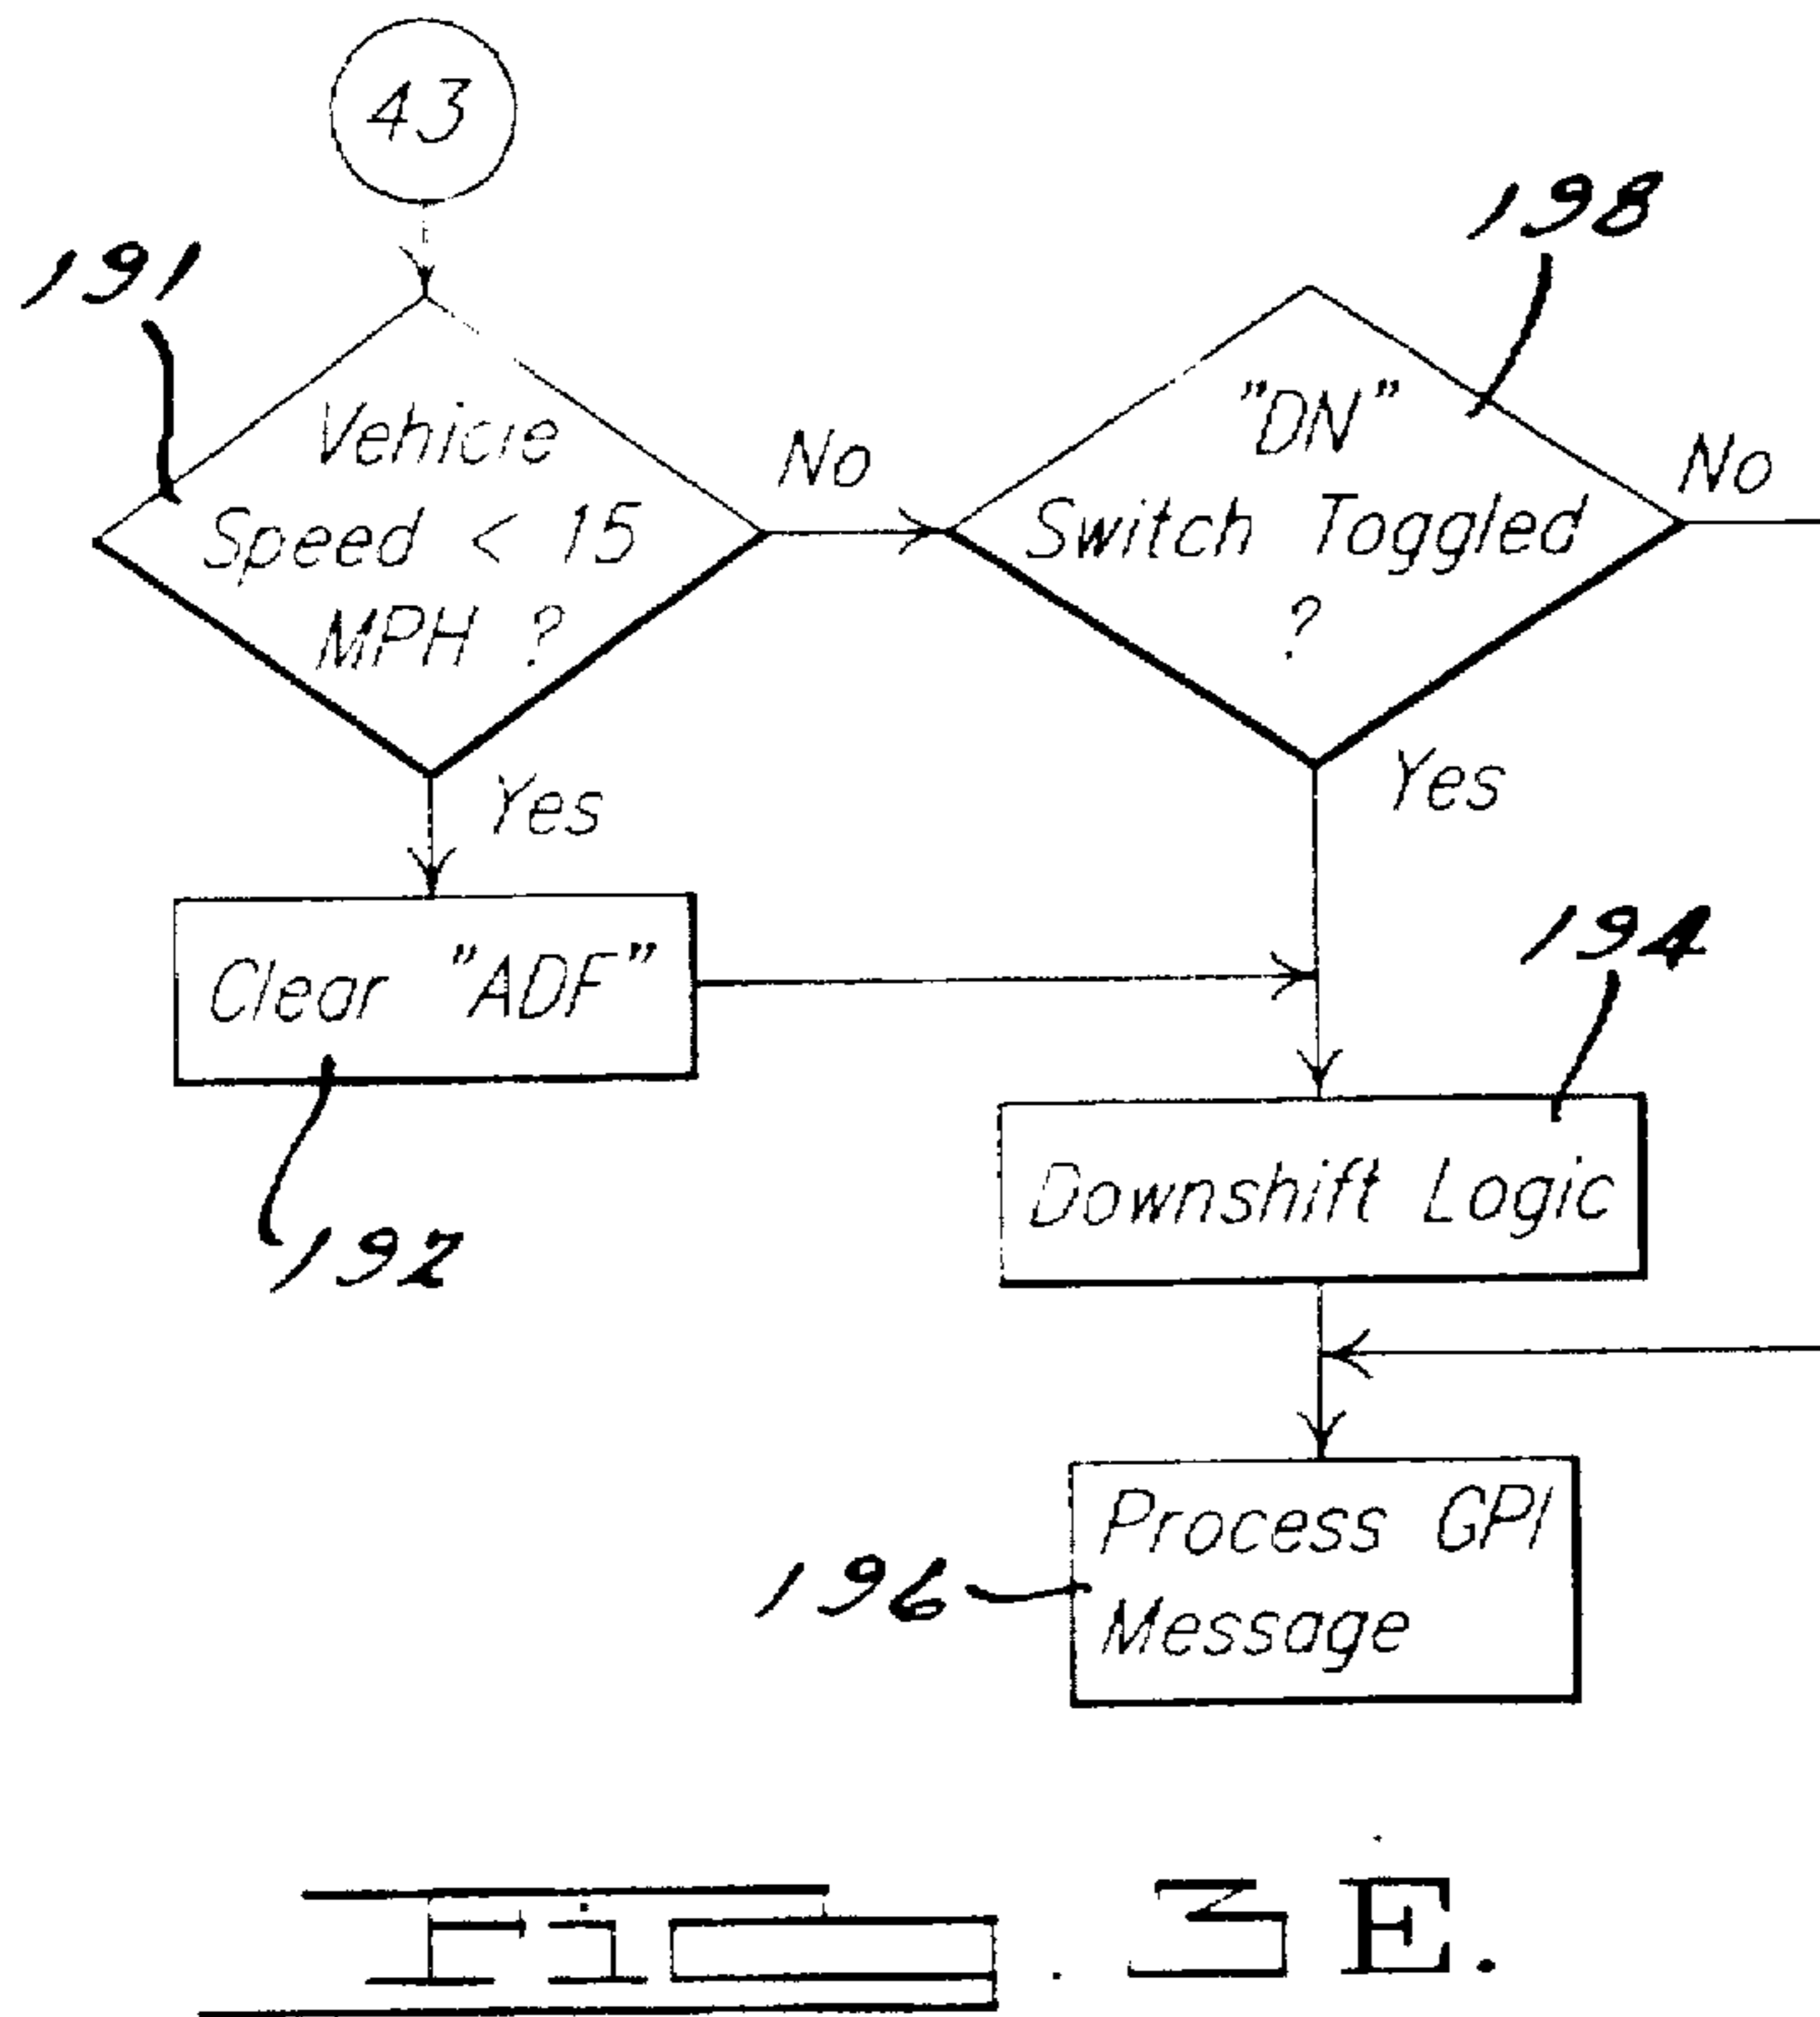 43
191
198
Vehicle
Speed < 15
MPH ?
No
"DN"
Switch Toggled
?
No
Yes
Yes
Clear "ADF"
192
194
Downshift Logic
196
Process GPI
Message
Fig. 3E.